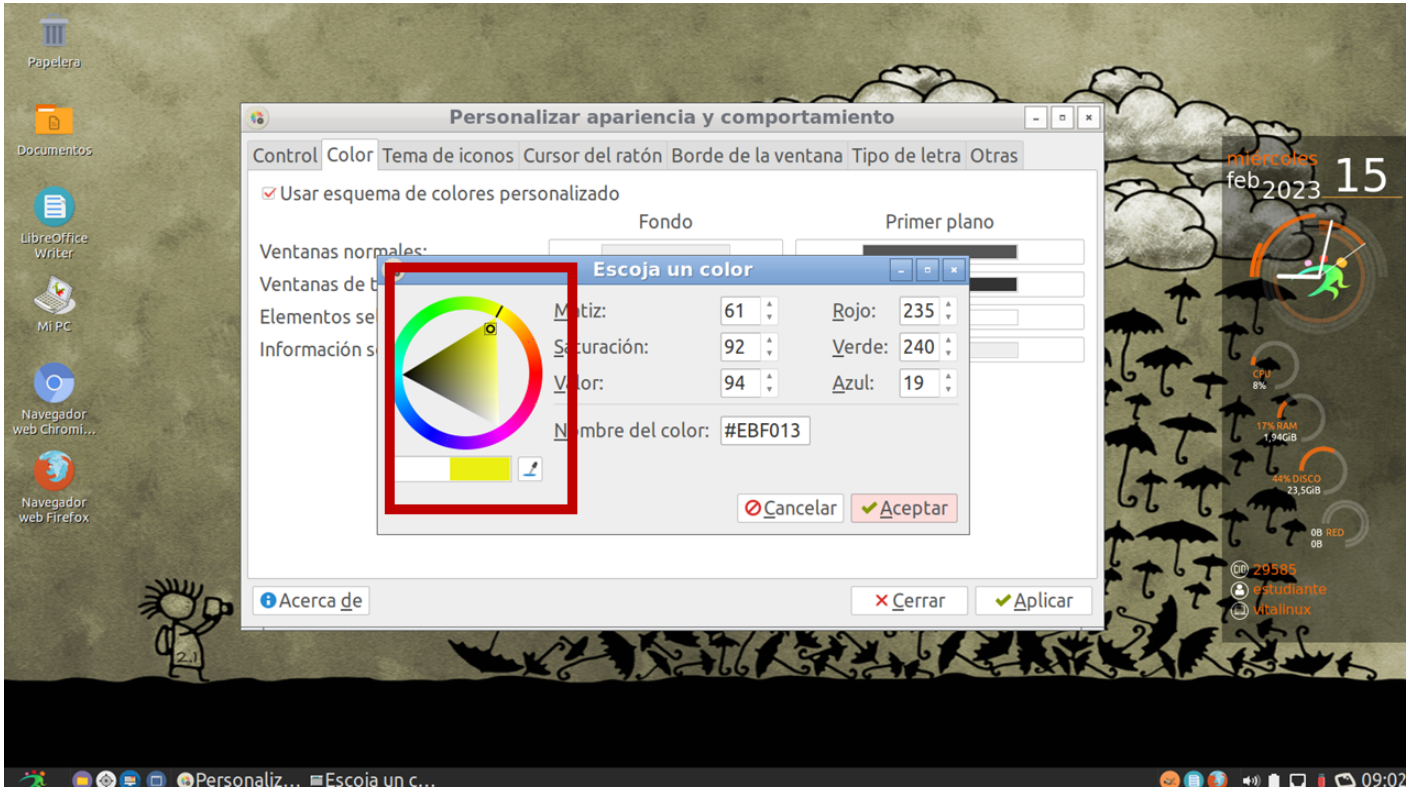 Papelera
Documentos
LibreOffice
Writer
Mi PC
Navegador
web Chromi...
Navegador
web Firefox
Personalizar apariencia y comportamiento
Control Color Tema de iconos Cursor del ratón Borde de la ventana Tipo de letra Otras
Usar esquema de colores personalizado
Fondo Primer plano
Ventanas normales:
Ventanas de t
Elementos se
Información s
Escoja un color
Matiz: 61 Rojo: 235
Saturación: 92 Verde: 240
Valor: 94 Azul: 19
Nombre del color: #EBF013
Cancelar Aceptar
Acerca de Cerrar Aplicar
miércoles
feb 2023 15
CPU
8%
17% RAM
1,94GiB
44% DISCO
23,5GiB
0B RED
0B
CID 29585
estudiante
vitalinux
2.1
Personaliz... Escoja un c... 09:02